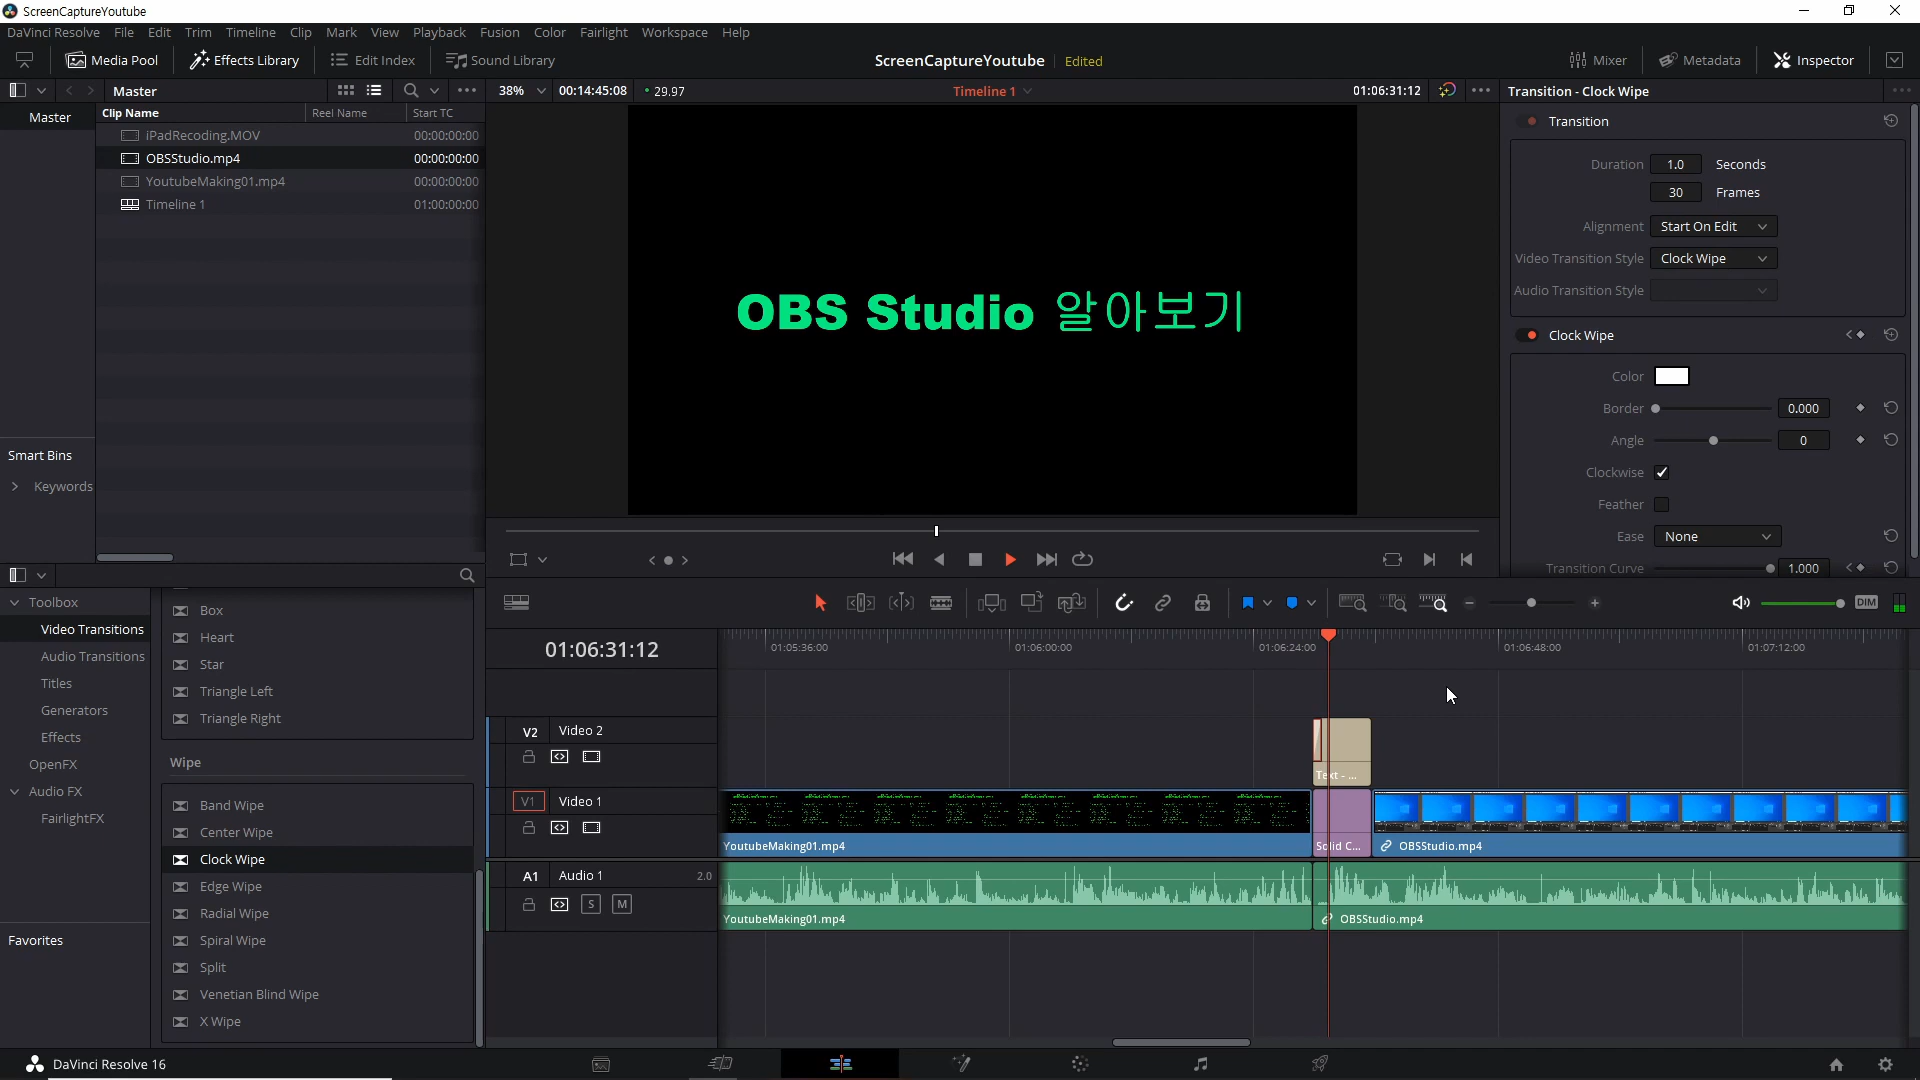 ScreenCaptureYoutube
DaVinci Resolve File Edit Trim Timeline Clip Mark View Playback Fusion Color Fairlight Workspace Help
Media Pool Effects Library Edit Index Sound Library ScreenCaptureYoutube Edited Mixer Metadata Inspector
Master 38% 00:14:45:08 29.97 Timeline 1 01:06:31:12 Transition - Clock Wipe
Master Clip Name Reel Name Start TC
iPadRecoding.MOV 00:00:00:00
OBSStudio.mp4 00:00:00:00
YoutubeMaking01.mp4 00:00:00:00
Timeline 1 01:00:00:00
Smart Bins
Keywords
OBS Studio 알아보기
Transition
Duration 1.0 Seconds
30 Frames
Alignment Start On Edit
Video Transition Style Clock Wipe
Audio Transition Style
Clock Wipe
Color
Border 0.000
Angle 0
Clockwise
Feather
Ease None
Transition Curve 1.000
Toolbox
Video Transitions
Audio Transitions
Titles
Generators
Effects
OpenFX
Audio FX
FairlightFX
Favorites
Box
Heart
Star
Triangle Left
Triangle Right
Wipe
Band Wipe
Center Wipe
Clock Wipe
Edge Wipe
Radial Wipe
Spiral Wipe
Split
Venetian Blind Wipe
X Wipe
DIM
01:06:31:12 01:05:36:00 01:06:00:00 01:06:24:00 01:06:48:00 01:07:12:00
V2 Video 2
Text - ...
V1 Video 1
YoutubeMaking01.mp4 Solid C... OBSStudio.mp4
A1 Audio 1 2.0
S M
YoutubeMaking01.mp4 OBSStudio.mp4
DaVinci Resolve 16